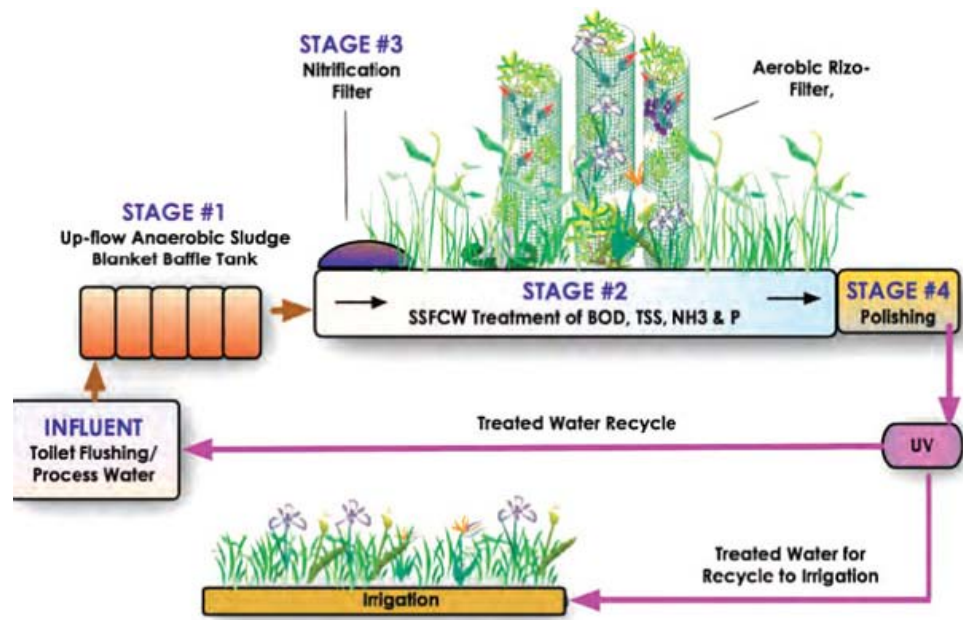 STAGE #3
Nitrification
Filter
Aerobic Rizo-
Filter,
STAGE #1
Up-flow Anaerobic Sludge
Blanket Baffle Tank
STAGE #2
SSFCW Treatment of BOD, TSS, NH3 & P
STAGE #4
Polishing
INFLUENT
Toilet Flushing/
Process Water
Treated Water Recycle
UV
Treated Water for
Recycle to Irrigation
Irrigation